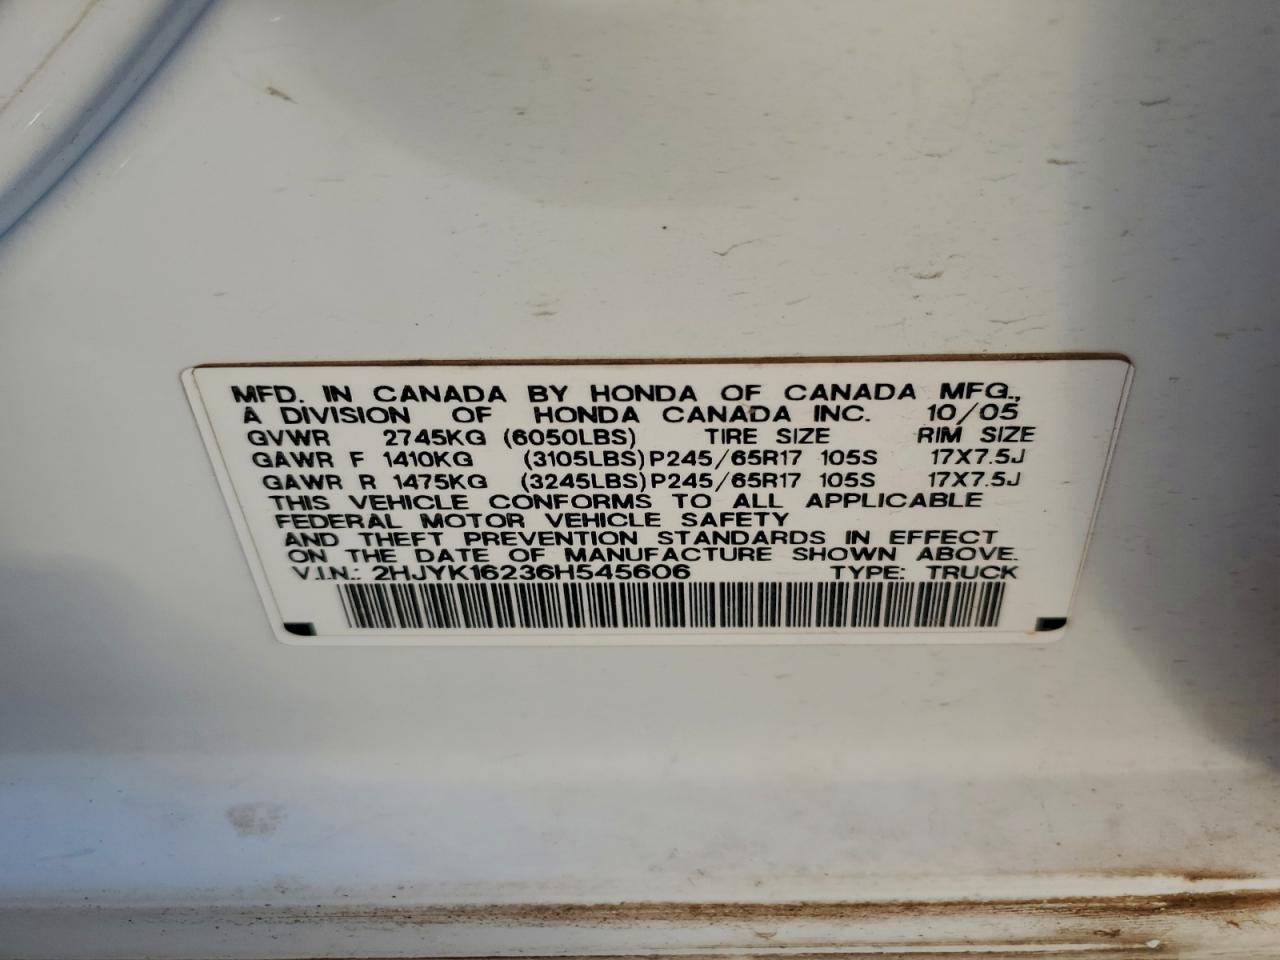 MFD. IN CANADA BY HONDA OF CANADA MFG.,
A DIVISION OF HONDA CANADA INC. 10/05
GVWR 2745KG (6050LBS) TIRE SIZE RIM SIZE
GAWR F 1410KG (3105LBS) P245/65R17 105S 17X7.5J
GAWR R 1475KG (3245LBS) P245/65R17 105S 17X7.5J
THIS VEHICLE CONFORMS TO ALL APPLICABLE
FEDERAL MOTOR VEHICLE SAFETY
AND THEFT PREVENTION STANDARDS IN EFFECT
ON THE DATE OF MANUFACTURE SHOWN ABOVE.
V.I.N.: 2HJYK16236H545606 TYPE: TRUCK